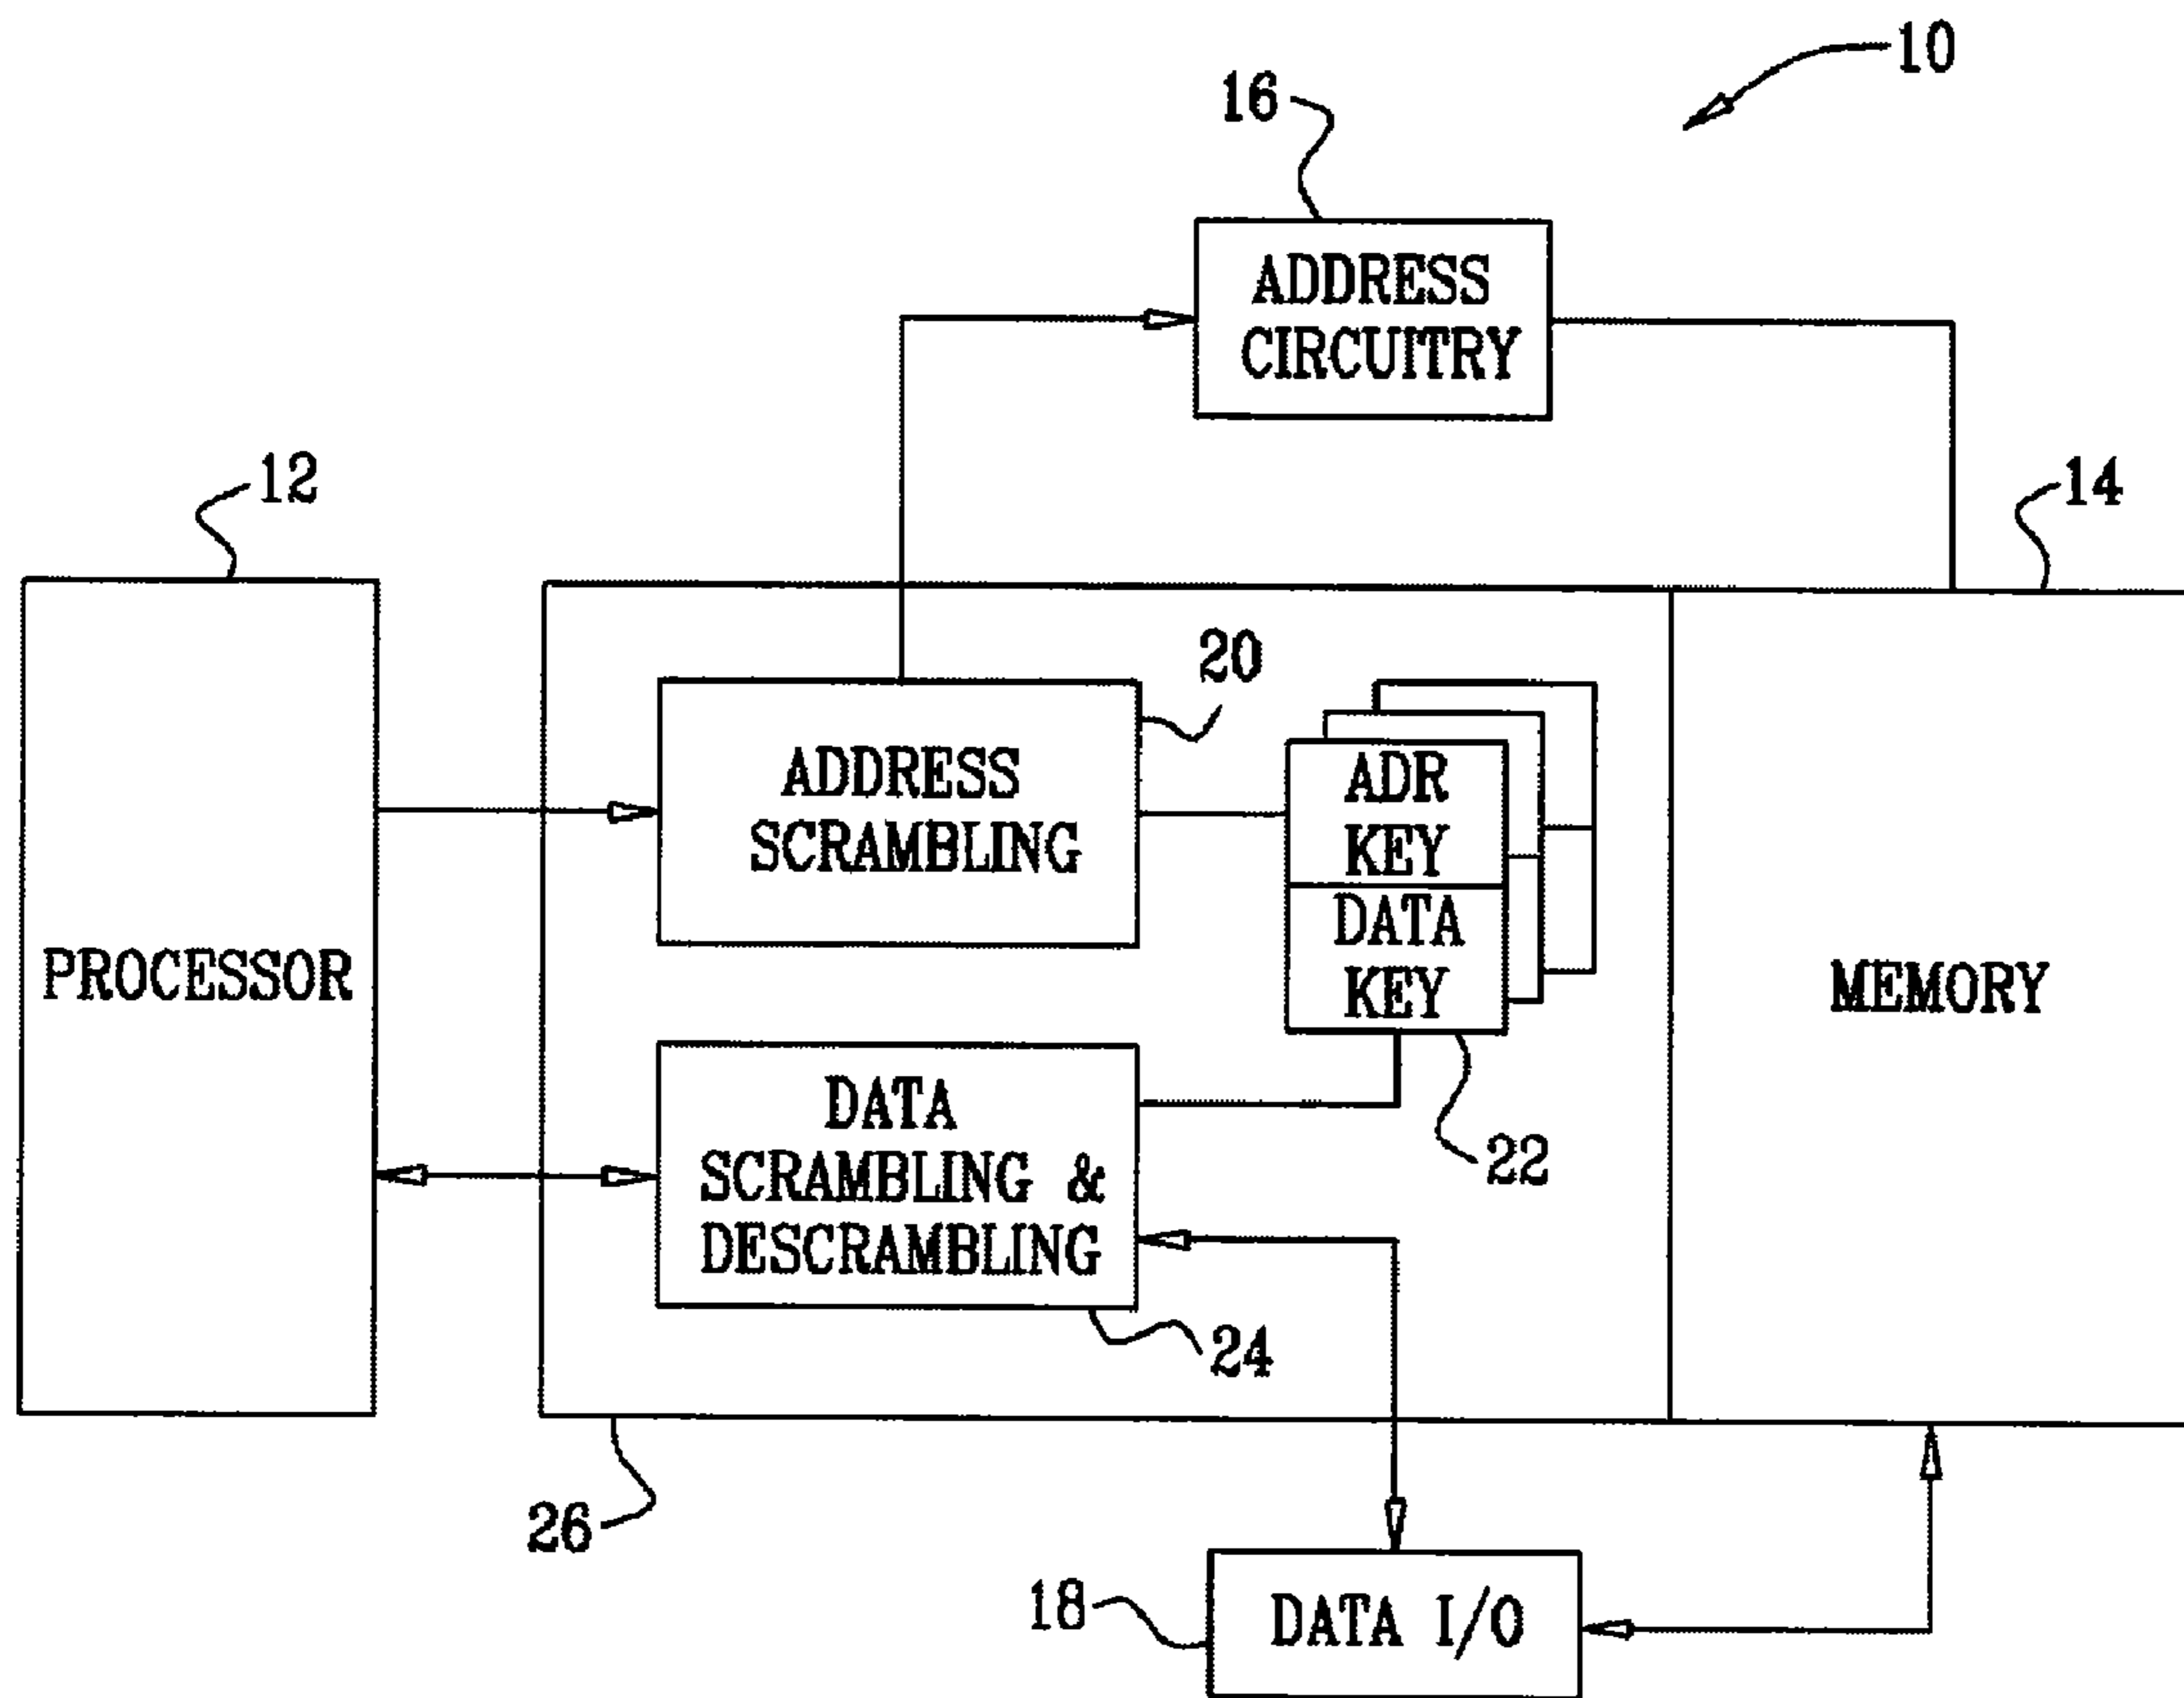 10
16
ADDRESS
CIRCUITRY
12
14
20
ADDRESS
SCRAMBLING
ADR
KEY
DATA
KEY
PROCESSOR
MEMORY
DATA
SCRAMBLING &
DESCRAMBLING
22
24
26
18
DATA I/O